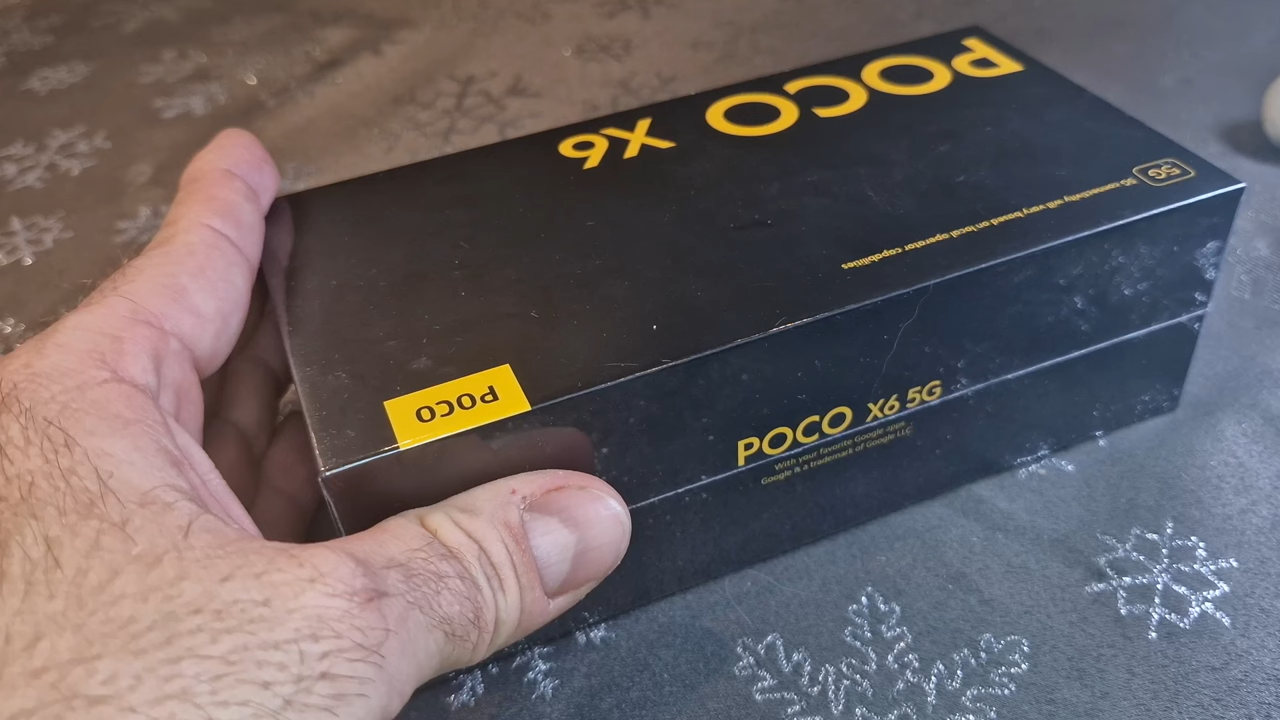 POCO X6
5G
5G connectivity will vary based on local operator capabilities
POCO
POCO X6 5G
With your favorite Google apps
Google is a trademark of Google LLC.